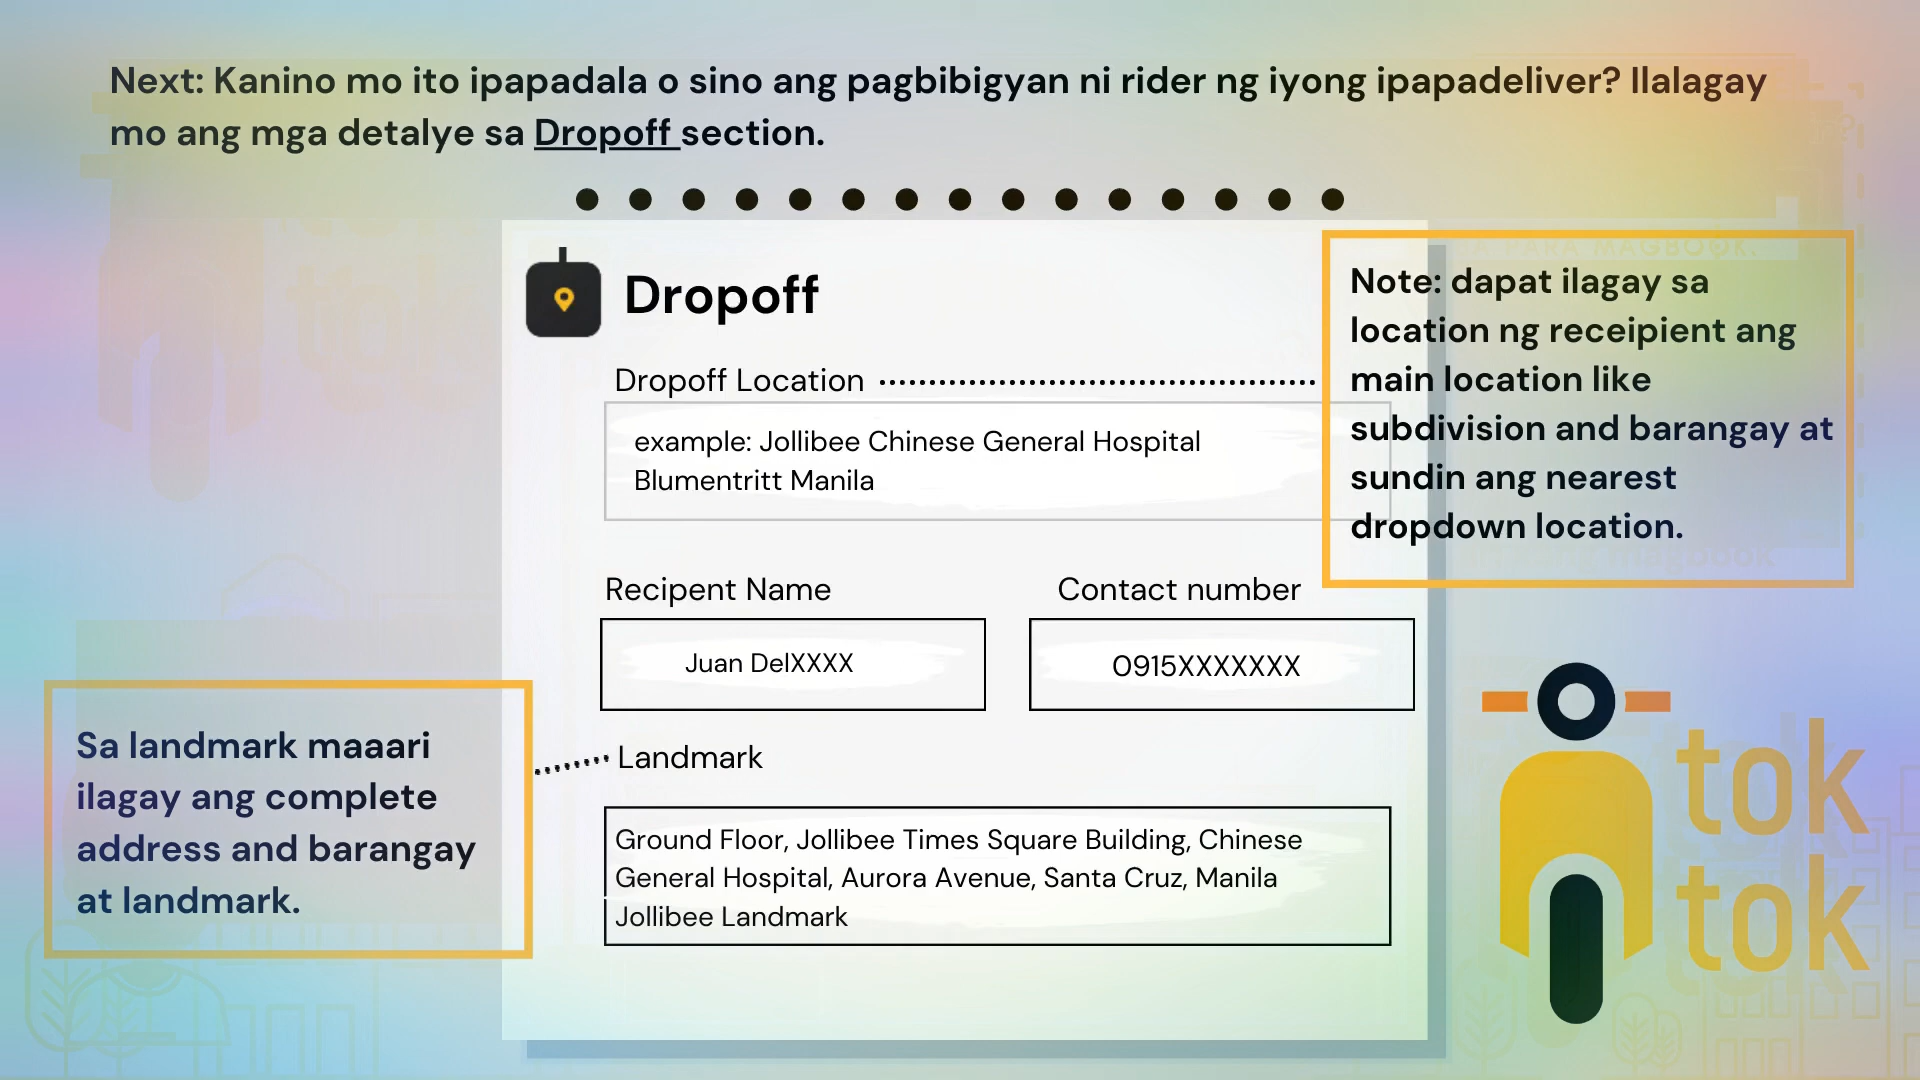 Next: Kanino mo ito ipapadala o sino ang pagbibigyan ni rider ng iyong ipapadeliver? Ilalagay
mo ang mga detalye sa Dropoff section.
Dropoff
Note: dapat ilagay sa
location ng receipient ang
main location like
subdivision and barangay at
sundin ang nearest
dropdown location.
Dropoff Location
example: Jollibee Chinese General Hospital
Blumentritt Manila
Recipent Name
Contact number
Juan DelXXXX
0915XXXXXXX
Sa landmark maaari
ilagay ang complete
address and barangay
at landmark.
Landmark
Ground Floor, Jollibee Times Square Building, Chinese
General Hospital, Aurora Avenue, Santa Cruz, Manila
Jollibee Landmark
tok
tok
PARA MAGBOOK.